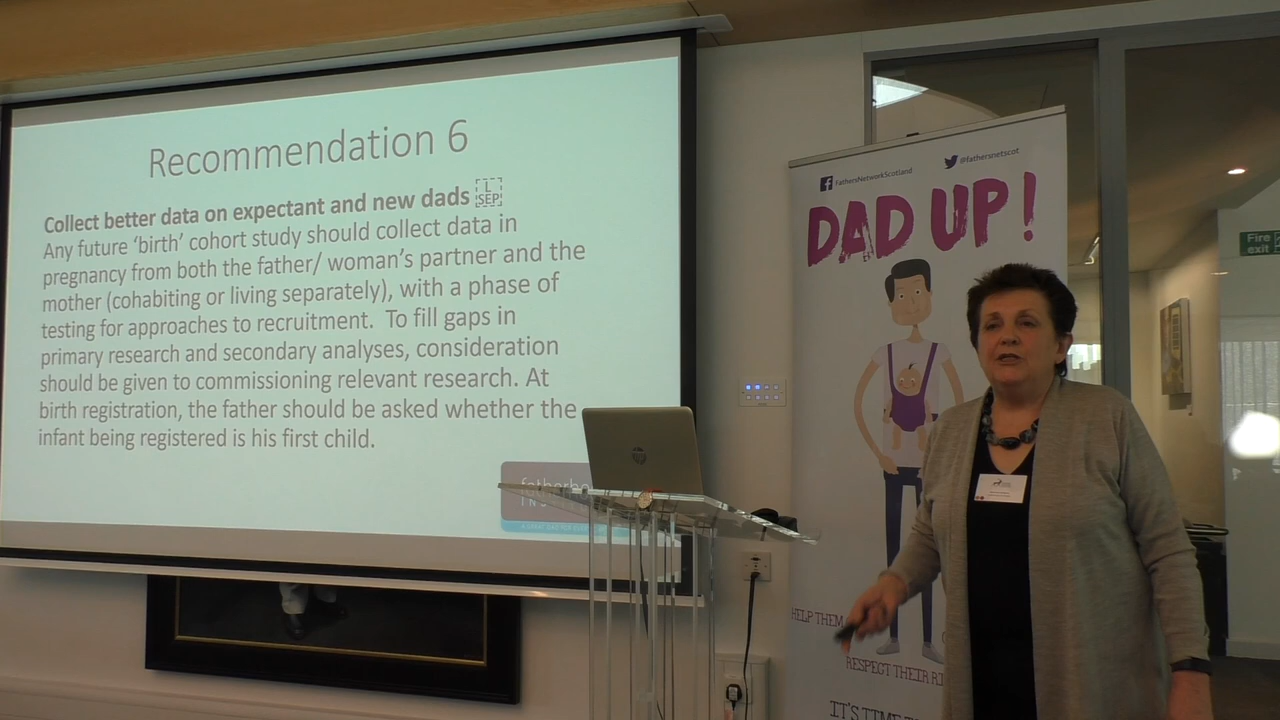 Recommendation 6
Collect better data on expectant and new dads L SEP
Any future ‘birth’ cohort study should collect data in
pregnancy from both the father/ woman’s partner and the
mother (cohabiting or living separately), with a phase of
testing for approaches to recruitment. To fill gaps in
primary research and secondary analyses, consideration
should be given to commissioning relevant research. At
birth registration, the father should be asked whether the
infant being registered is his first child.
FathersNetworkScotland
@fathersnetscot
DAD UP!
HELP THEM
RESPECT THEIR
IT'S TIME
Fire
exit
hp